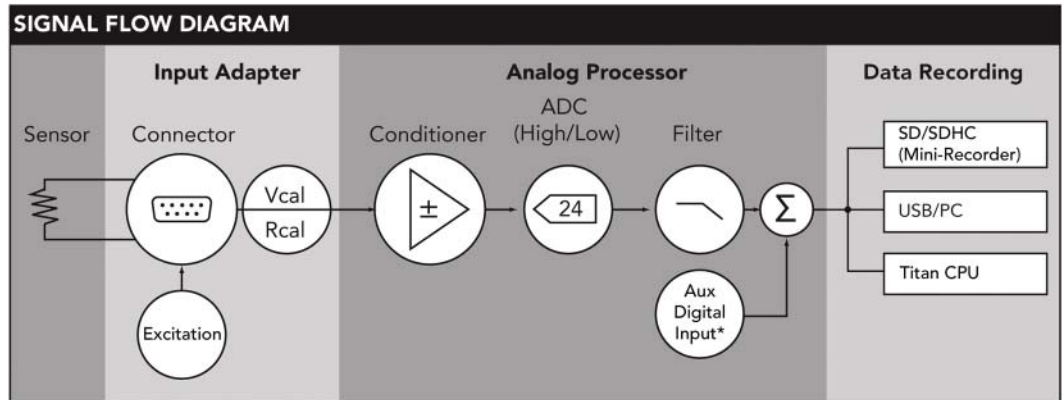 SIGNAL FLOW DIAGRAM
Input Adapter
Analog Processor
Data Recording
Sensor
Connector
Conditioner
ADC
(High/Low)
Filter
Vcal
Rcal
±
24
Σ
SD/SDHC
(Mini-Recorder)
USB/PC
Titan CPU
Excitation
Aux
Digital
Input*